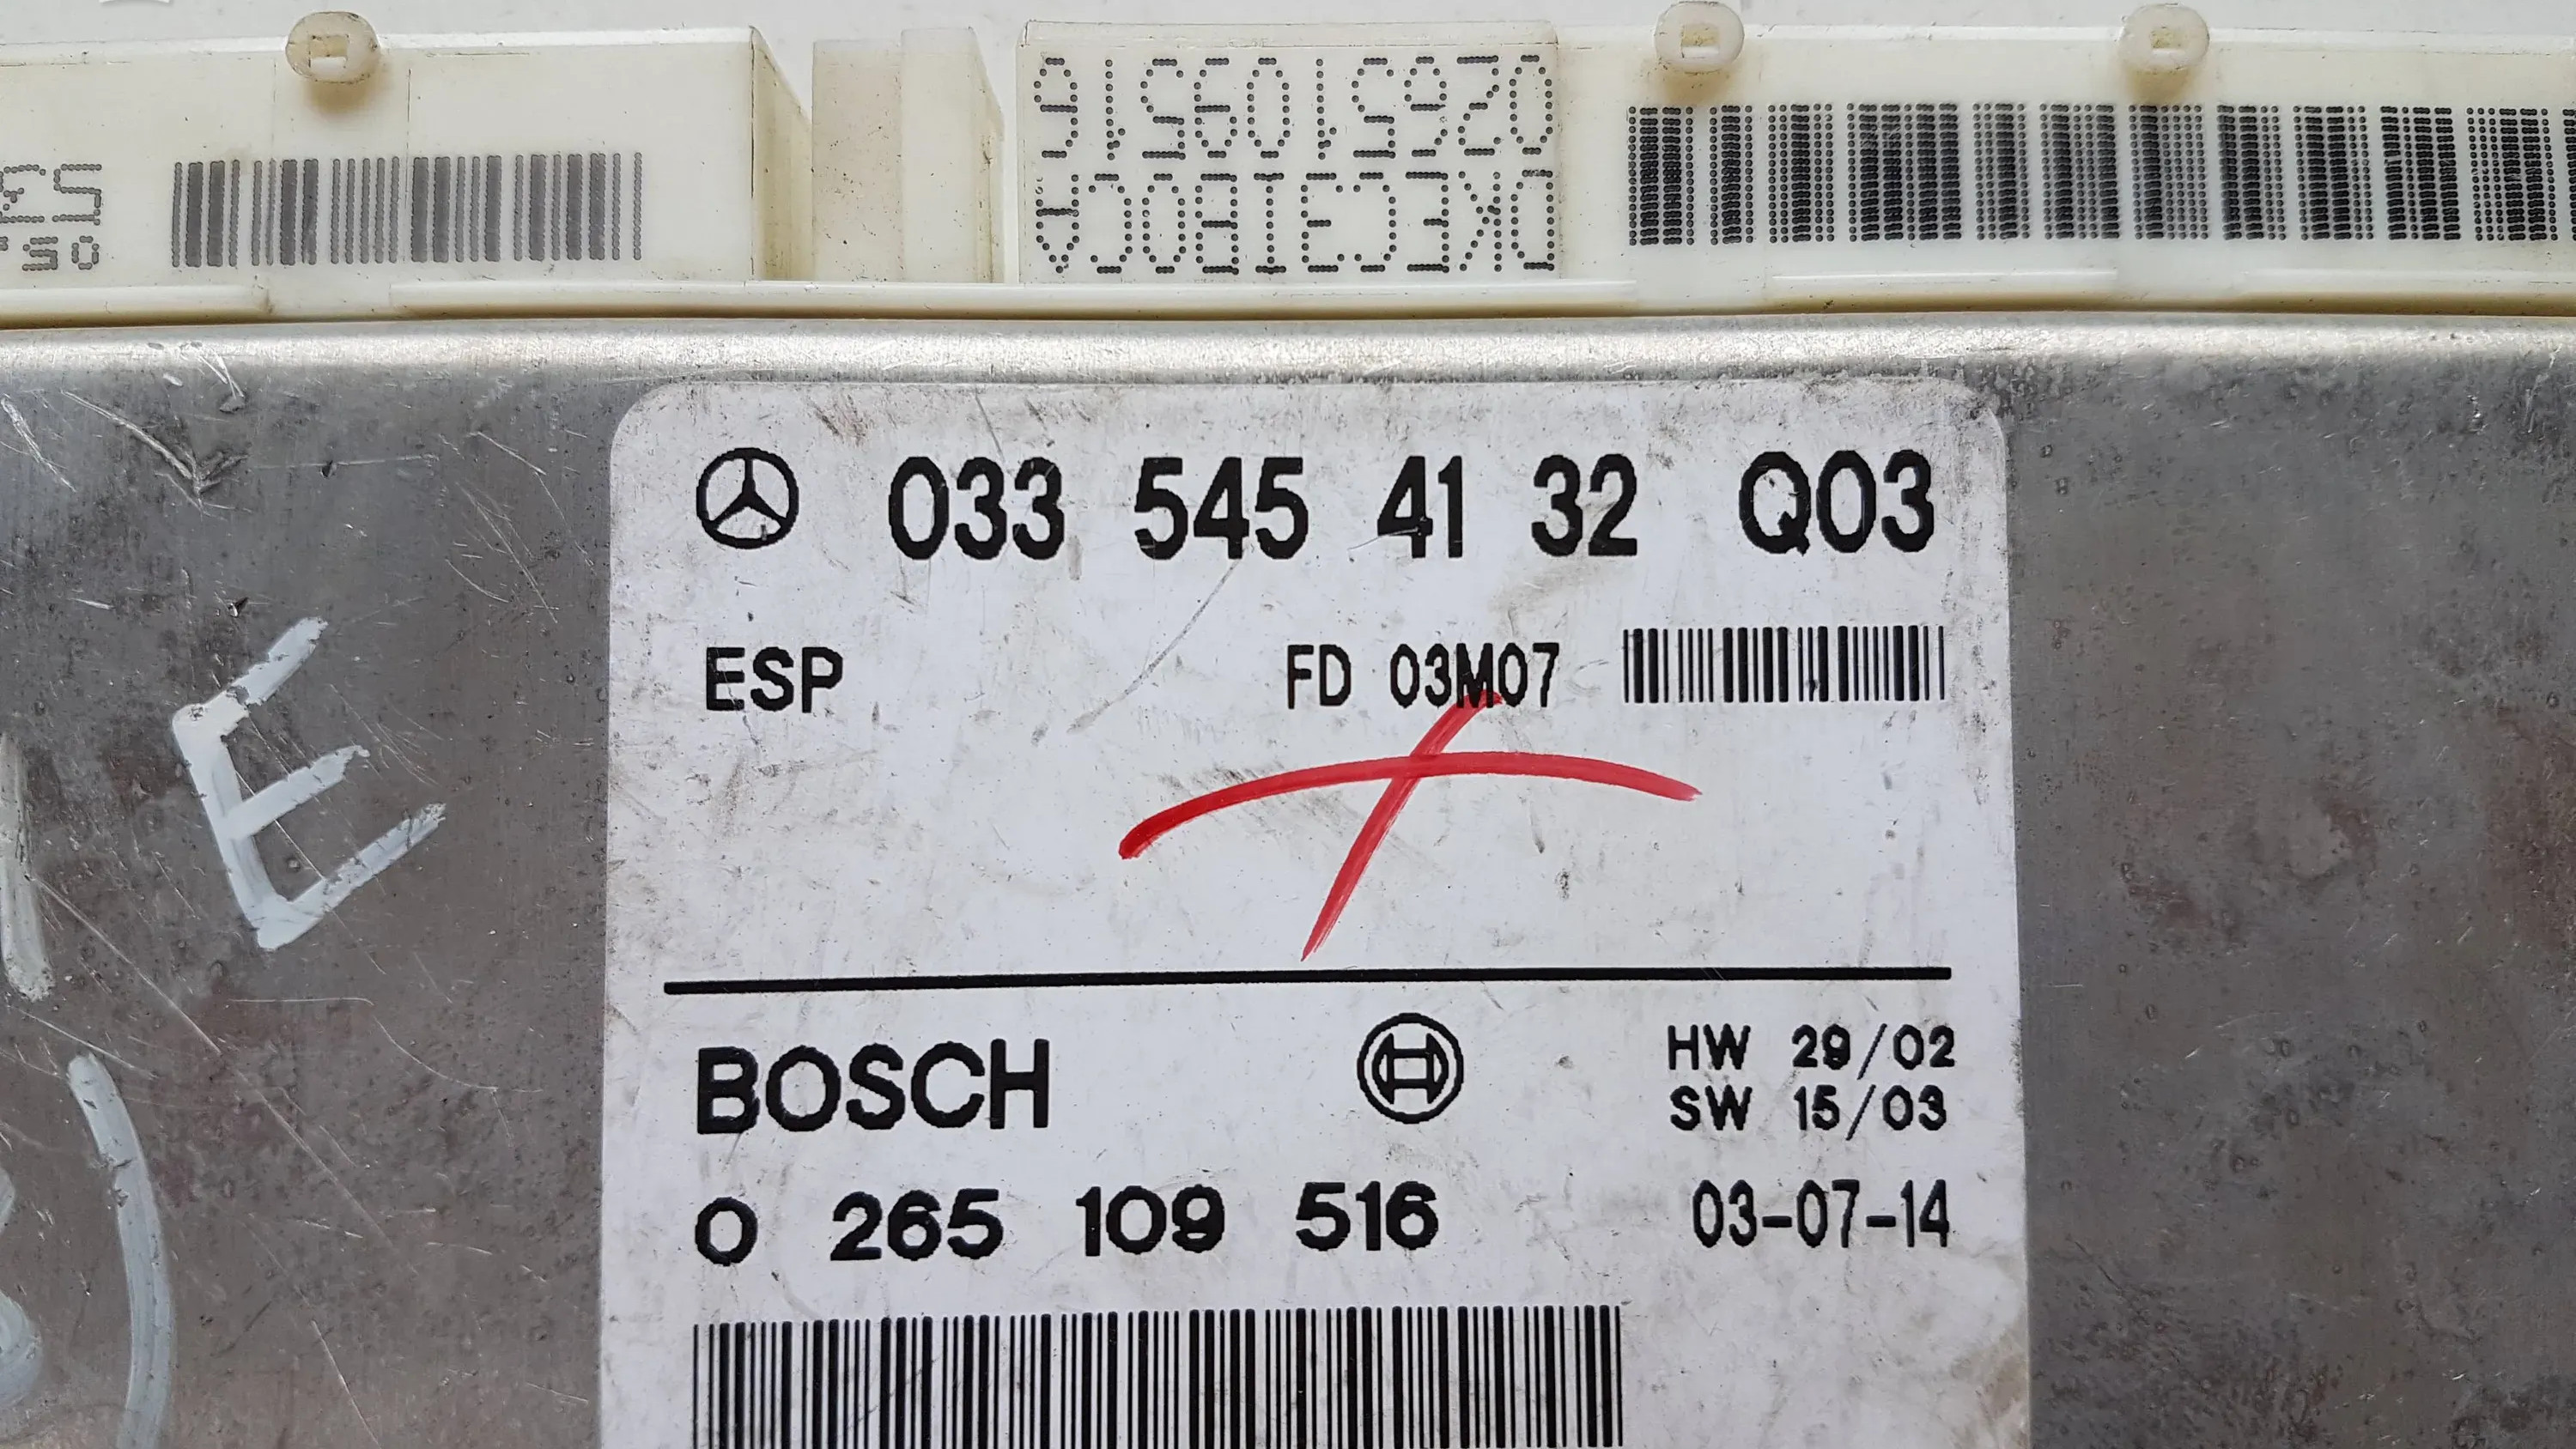 DKEC31B0CA
0265109516
033 545 41 32 Q03
ESP FD 03M07
E
BOSCH HW 29/02
SW 15/03
0 265 109 516 03-07-14